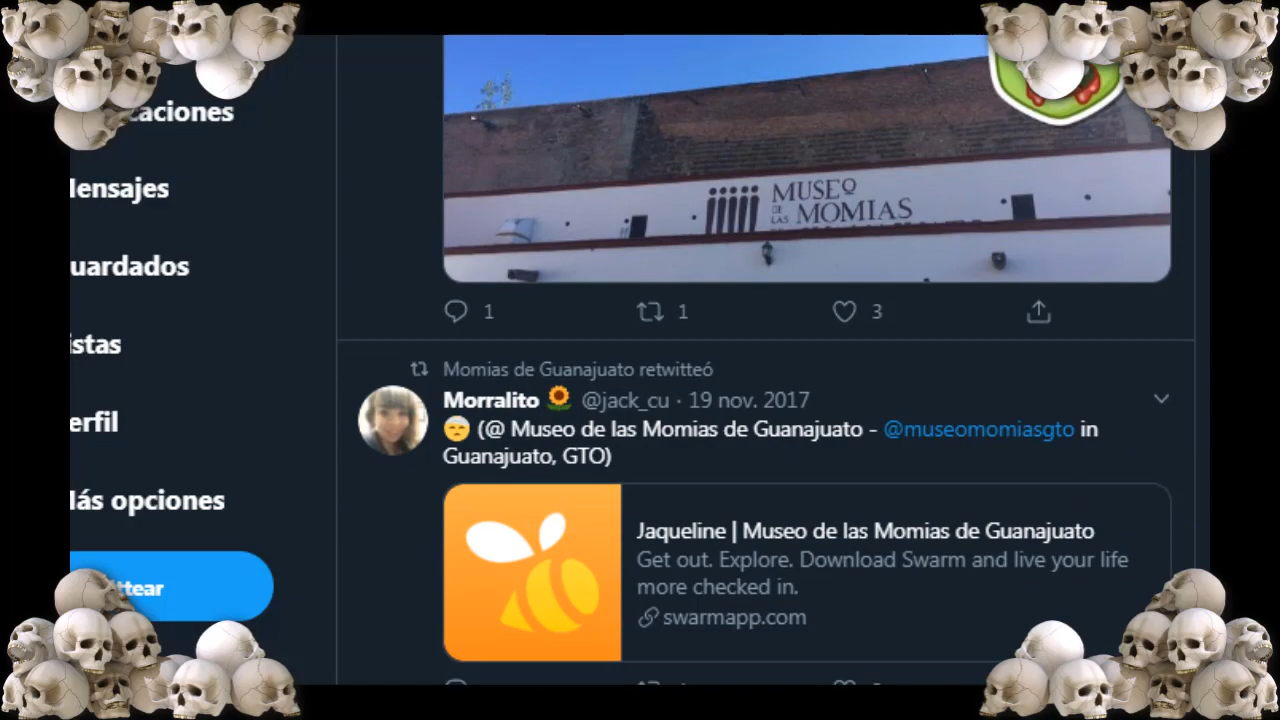 caciones
Mensajes
uardados
istas
erfil
Más opciones
ttear
MUSEO
DE
LAS MOMIAS
1 1 3
Momias de Guanajuato retwitteó
Morralito 🌻 @jack_cu · 19 nov. 2017
😇 (@ Museo de las Momias de Guanajuato - @museomomiasgto in
Guanajuato, GTO)
Jaqueline | Museo de las Momias de Guanajuato
Get out. Explore. Download Swarm and live your life
more checked in.
swarmapp.com